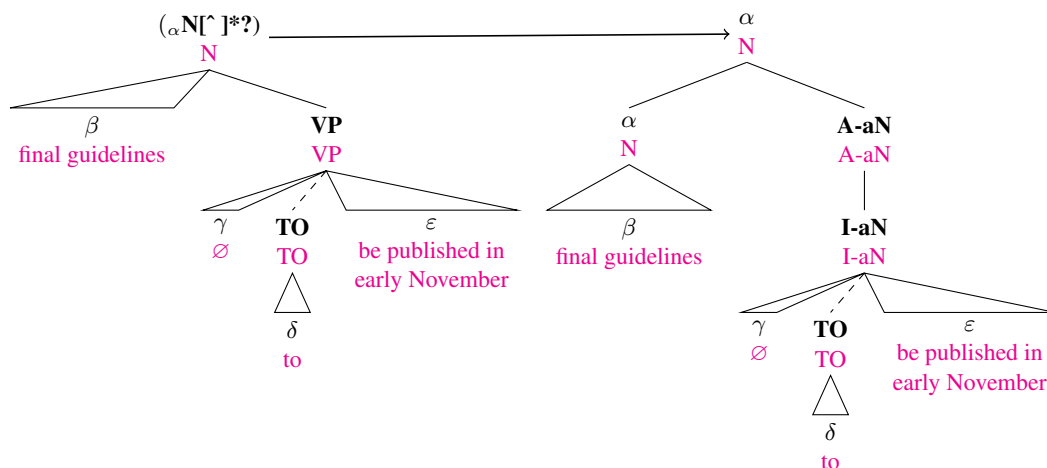 (αN[ˆ ]*?)
N
β
final guidelines
VP
VP
γ
∅
TO
TO
δ
to
ε
be published in
early November
α
N
α
N
β
final guidelines
A-aN
A-aN
I-aN
I-aN
γ
∅
TO
TO
δ
to
ε
be published in
early November